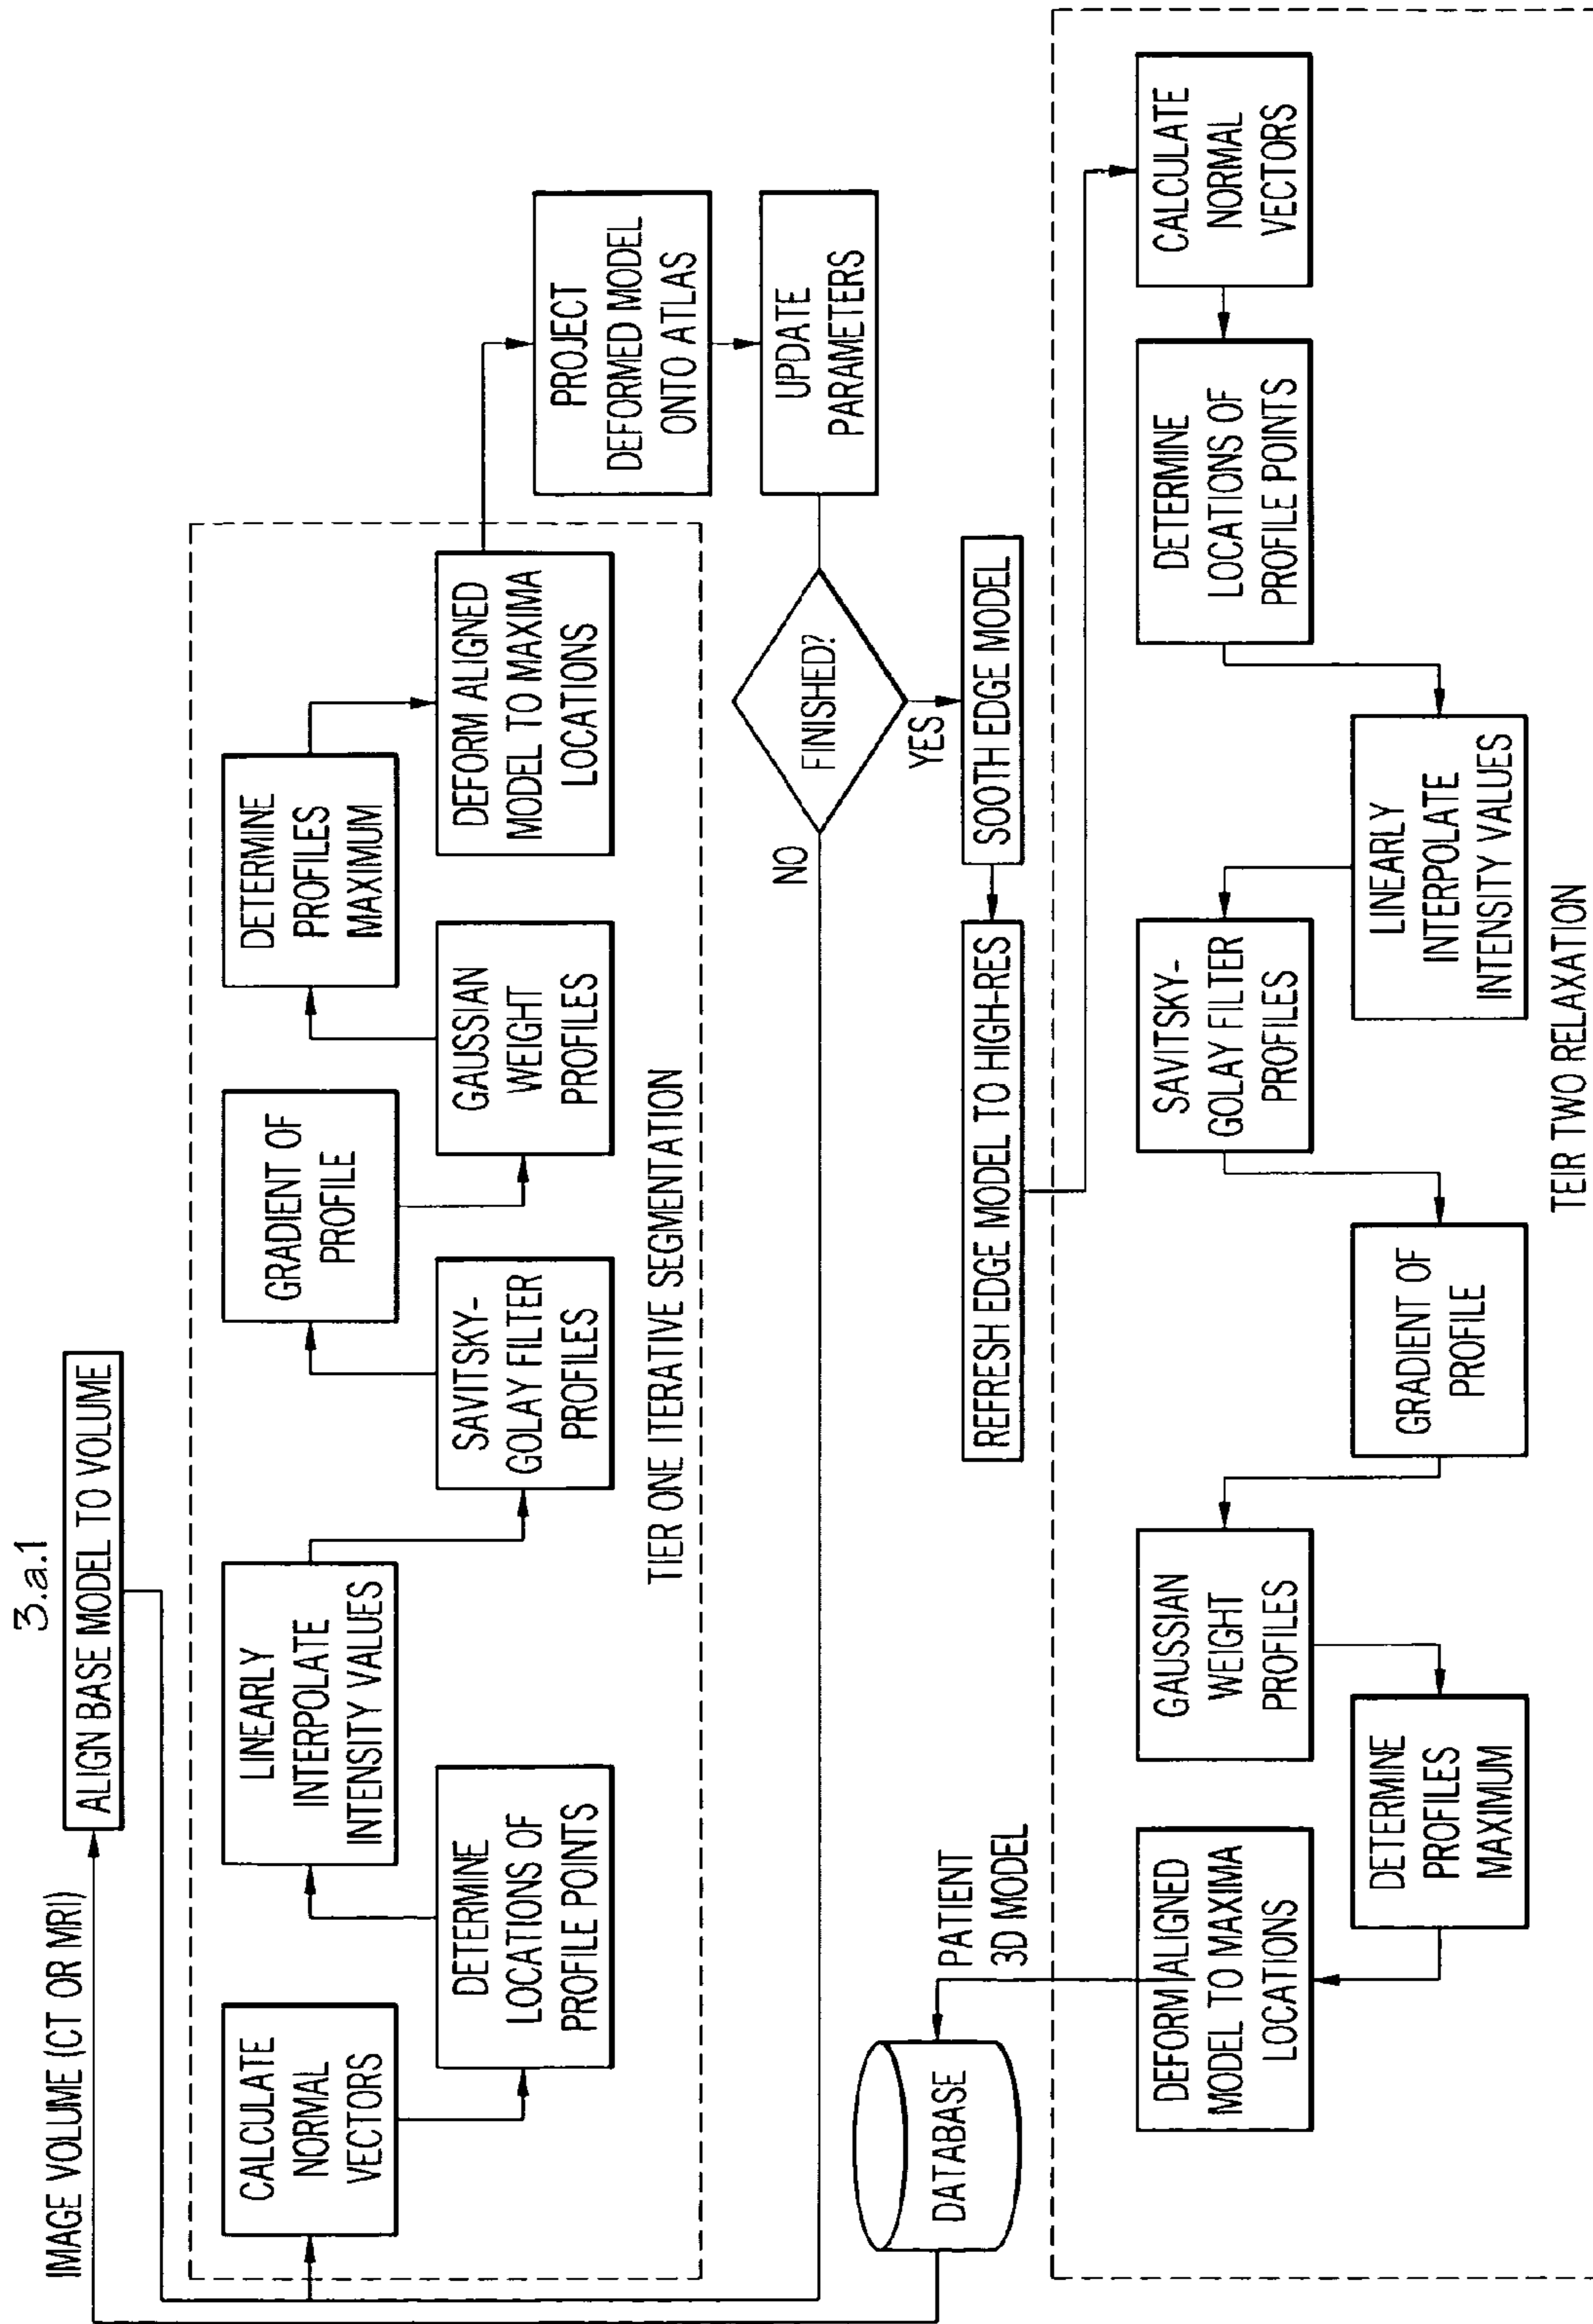 3.a.1
IMAGE VOLUME (CT OR MRI)
ALIGN BASE MODEL TO VOLUME
CALCULATE
NORMAL
VECTORS
DETERMINE
LOCATIONS OF
PROFILE POINTS
LINEARLY
INTERPOLATE
INTENSITY VALUES
SAVITSKY-
GOLAY FILTER
PROFILES
GRADIENT OF
PROFILE
GAUSSIAN
WEIGHT
PROFILES
DETERMINE
PROFILES
MAXIMUM
DEFORM ALIGNED
MODEL TO MAXIMA
LOCATIONS
TIER ONE ITERATIVE SEGMENTATION
PROJECT
DEFORMED MODEL
ONTO ATLAS
UPDATE
PARAMETERS
FINISHED?
NO
YES
SOOTH EDGE MODEL
REFRESH EDGE MODEL TO HIGH-RES
CALCULATE
NORMAL
VECTORS
DETERMINE
LOCATIONS OF
PROFILE POINTS
LINEARLY
INTERPOLATE
INTENSITY VALUES
SAVITSKY-
GOLAY FILTER
PROFILES
GRADIENT OF
PROFILE
GAUSSIAN
WEIGHT
PROFILES
DETERMINE
PROFILES
MAXIMUM
DEFORM ALIGNED
MODEL TO MAXIMA
LOCATIONS
PATIENT
3D MODEL
DATABASE
TEIR TWO RELAXATION